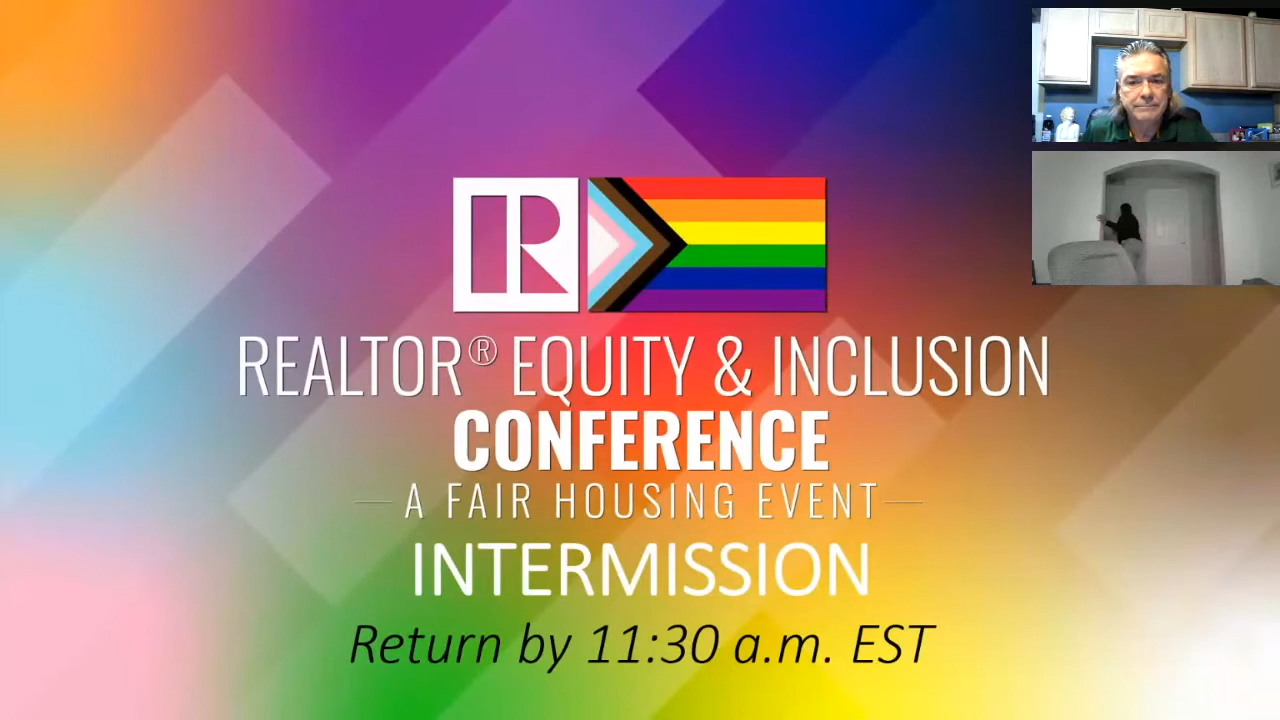 R
REALTOR® EQUITY & INCLUSION
CONFERENCE
A FAIR HOUSING EVENT
INTERMISSION
Return by 11:30 a.m. EST